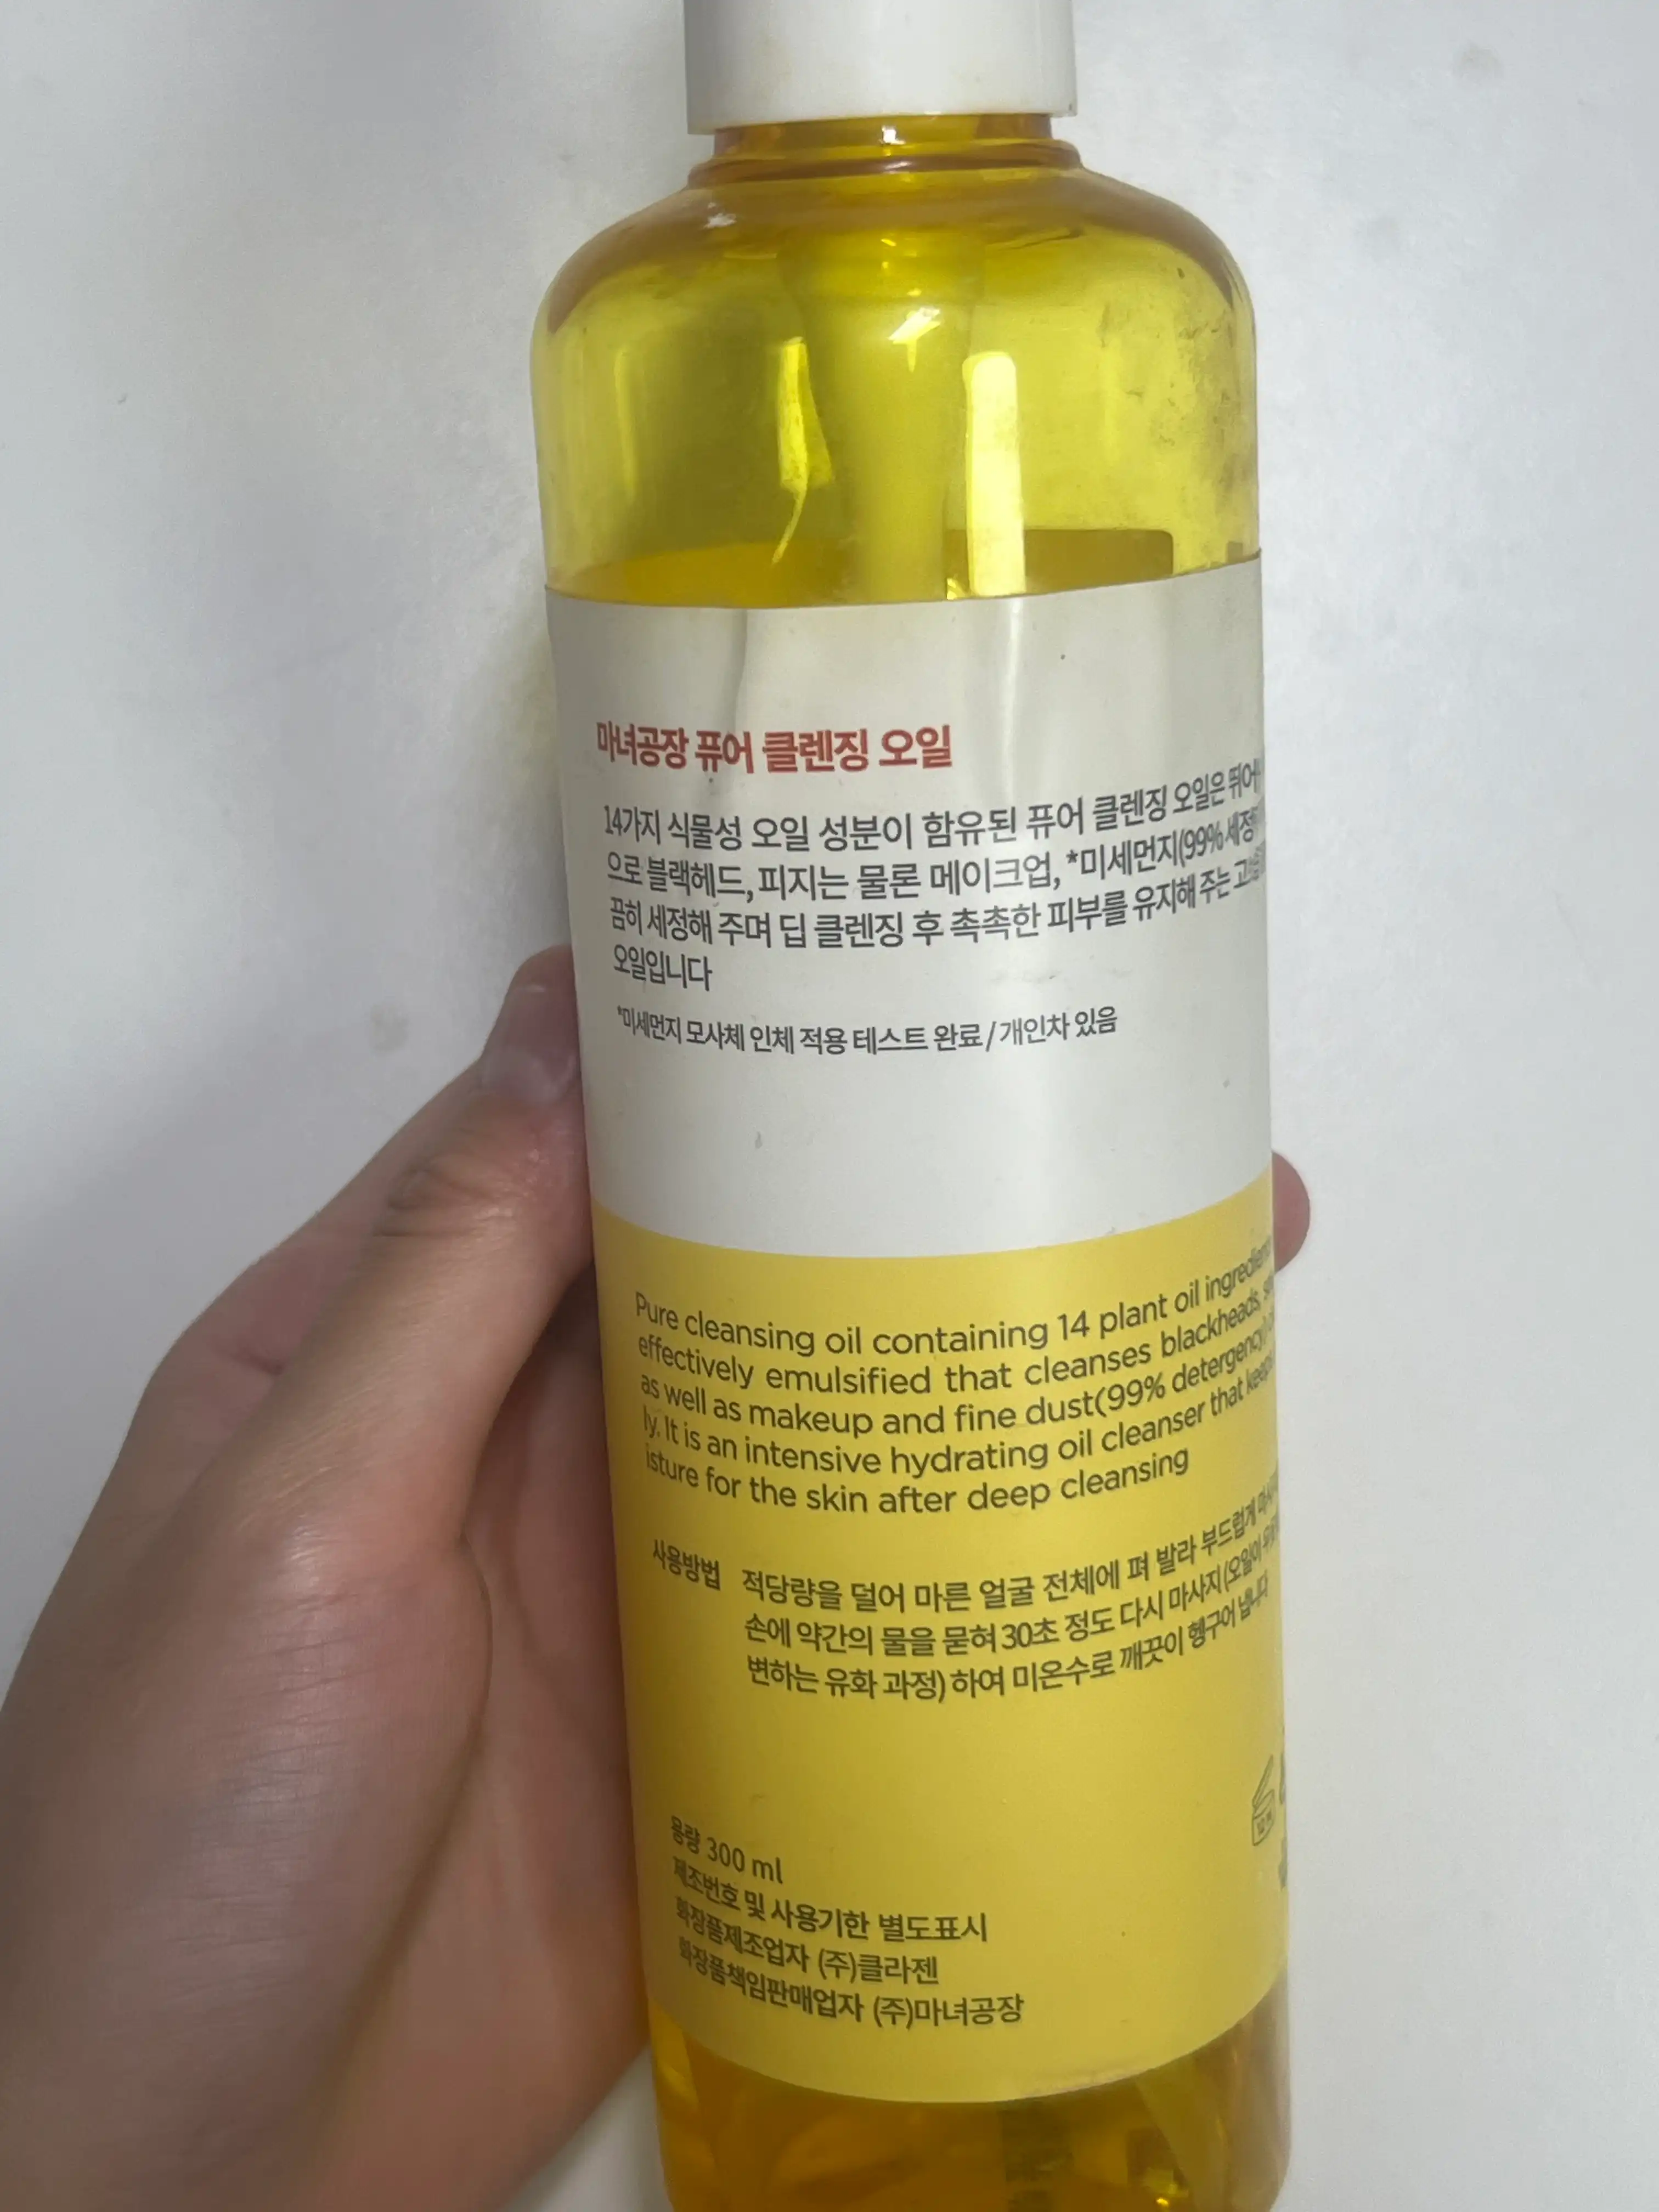 마녀공장 퓨어 클렌징 오일
14가지 식물성 오일 성분이 함유된 퓨어 클렌징 오일은
으로 블랙헤드, 피지는 물론 메이크업, *미세먼지(99%
끔히 세정해 주며 딥 클렌징 후 촉촉한 피부를 유지해 주는
오일입니다
*미세먼지 모사체 인체 적용 테스트 완료 / 개인차 있음
Pure cleansing oil containing 14 plant oil
effectively emulsified that cleanses blackheads,
as well as makeup and fine dust(99% detergency)
ly. It is an intensive hydrating oil cleanser that
isture for the skin after deep cleansing
사용방법 적당량을 덜어 마른 얼굴 전체에 펴 발라 부드럽게
손에 약간의 물을 묻혀 30초 정도 다시 마사지(오일이
변하는 유화 과정) 하여 미온수로 깨끗이 헹구어 냅니다
용량 300 ml
제조번호 및 사용기한 별도표시
화장품제조업자 (주)클라젠
화장품책임판매업자 (주)마녀공장